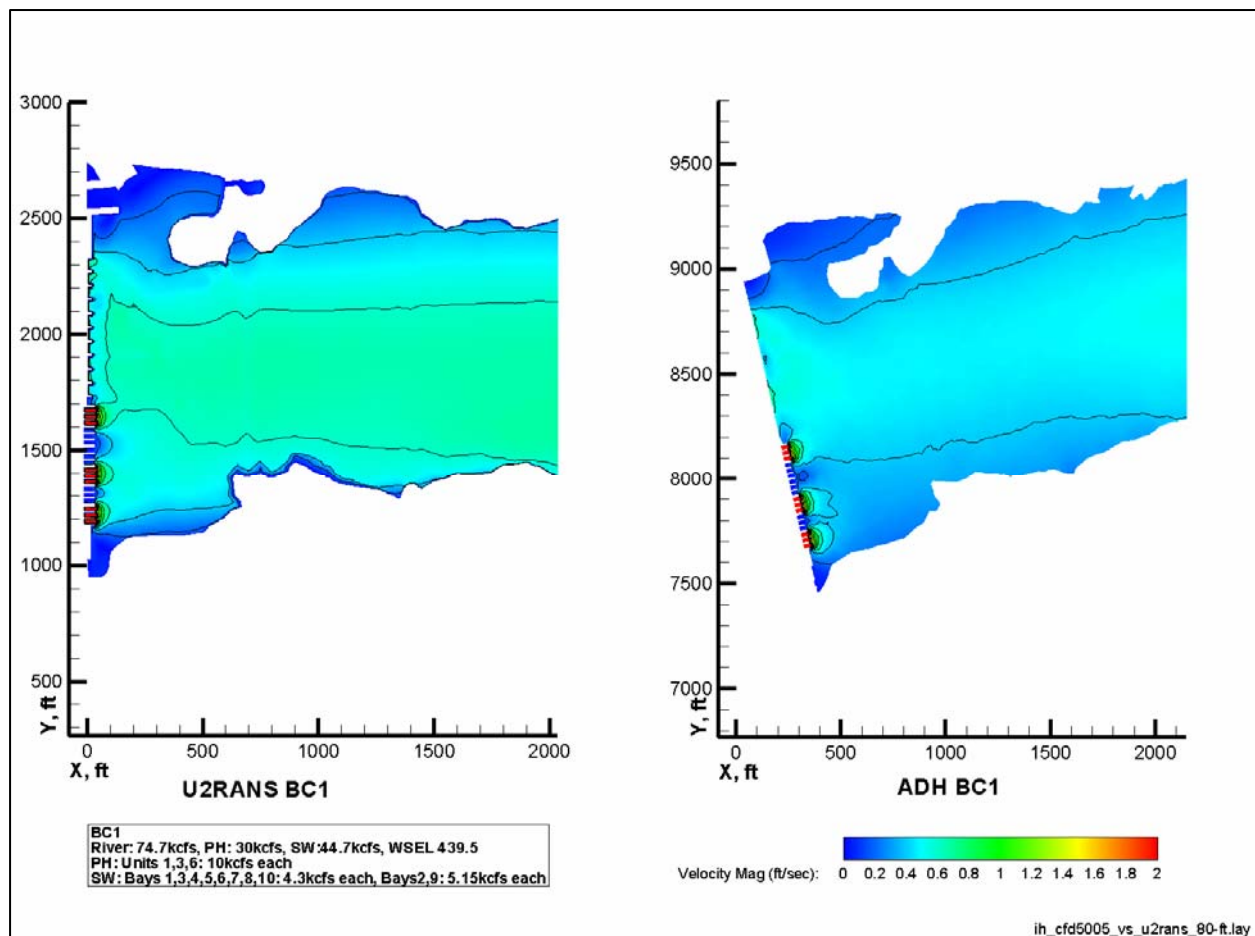 3000
2500
2000
1500
1000
500
Y, ft
0 500 1000 1500 2000
X, ft
U2RANS BC1
9500
9000
8500
8000
7500
7000
Y, ft
0 500 1000 1500 2000
X, ft
ADH BC1
BC1
River: 74.7kcfs, PH: 30kcfs, SW:44.7kcfs, WSEL 439.5
PH: Units 1,3,6: 10kcfs each
SW: Bays 1,3,4,5,6,7,8,10: 4.3kcfs each, Bays2,9: 5.15kcfs each
Velocity Mag (ft/sec): 0 0.2 0.4 0.6 0.8 1 1.2 1.4 1.6 1.8 2
ih_cfd5005_vs_u2rans_80-ft.lay